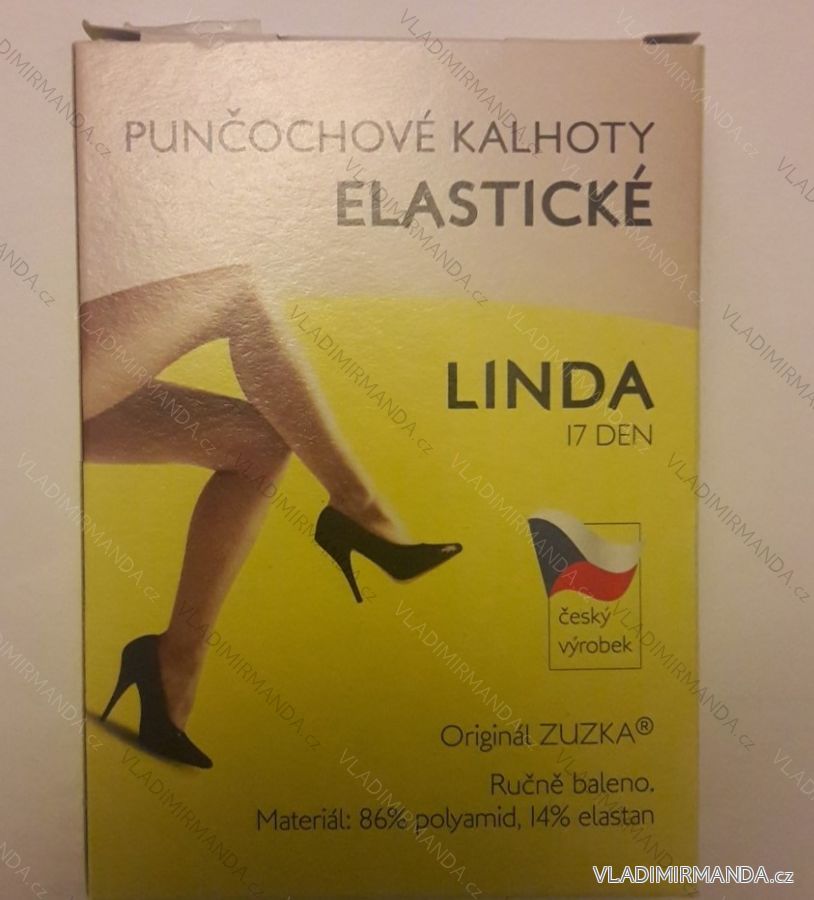 PUNČOCHOVÉ KALHOTY
ELASTICKÉ
LINDA
17 DEN
český
výrobek
Originál ZUZKA®
Ručně baleno.
Materiál: 86% polyamid, 14% elastan
VLADIMIRMANDA.cz